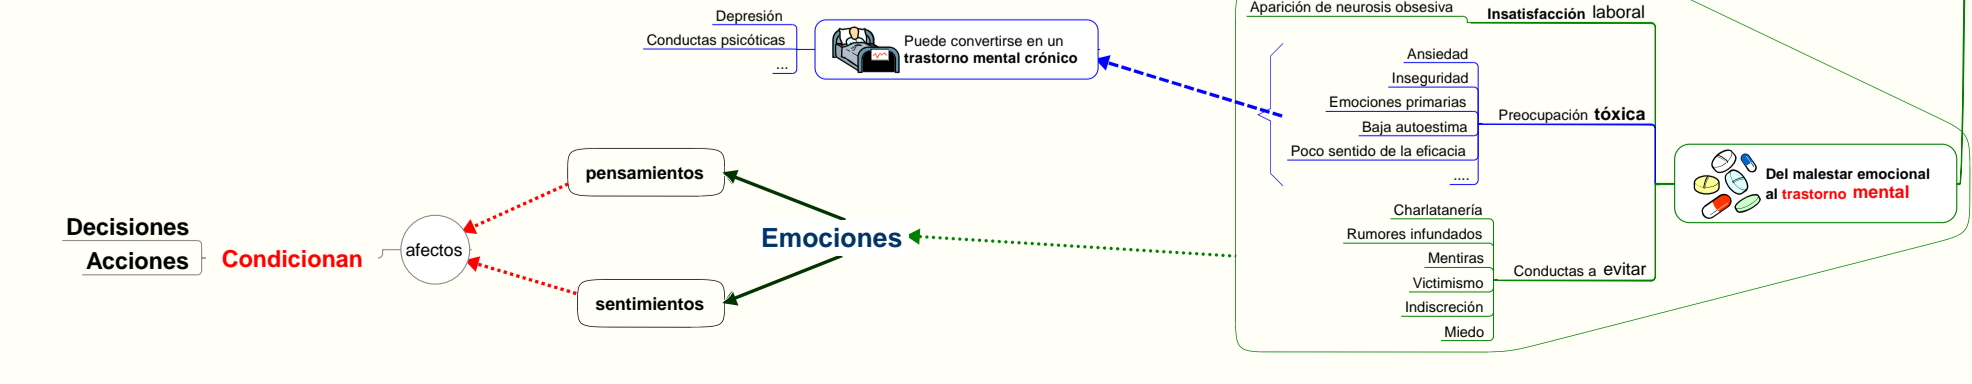 Depresión
Conductas psicóticas
...
Puede convertirse en un
trastorno mental crónico
Aparición de neurosis obsesiva
Insatisfacción laboral
Ansiedad
Inseguridad
Emociones primarias
Baja autoestima
Poco sentido de la eficacia
....
Preocupación tóxica
Del malestar emocional
al trastorno mental
Charlatanería
Rumores infundados
Mentiras
Victimismo
Indiscreción
Miedo
Conductas a evitar
Emociones
pensamientos
sentimientos
afectos
Condicionan
Decisiones
Acciones